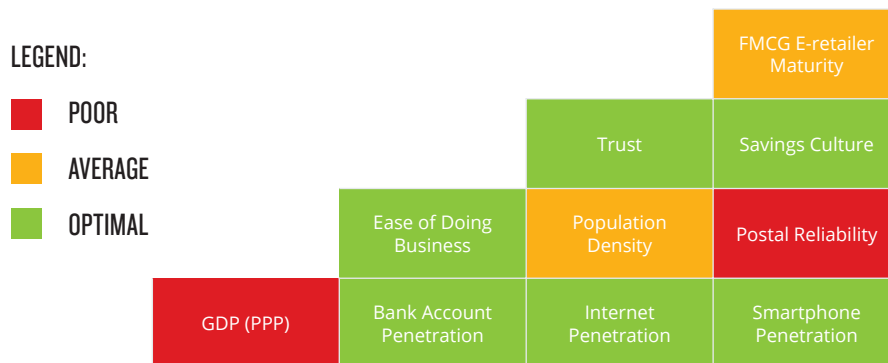 LEGEND:
POOR
AVERAGE
OPTIMAL
FMCG E-retailer
Maturity
Trust
Savings Culture
Ease of Doing
Business
Population
Density
Postal Reliability
GDP (PPP)
Bank Account
Penetration
Internet
Penetration
Smartphone
Penetration